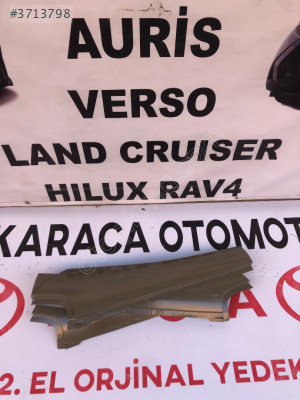 #3713798
AURİS
VERSO
LAND CRUISER
HILUX RAV4
KARACA OTOMOT
2. EL ORJİNAL YEDEK